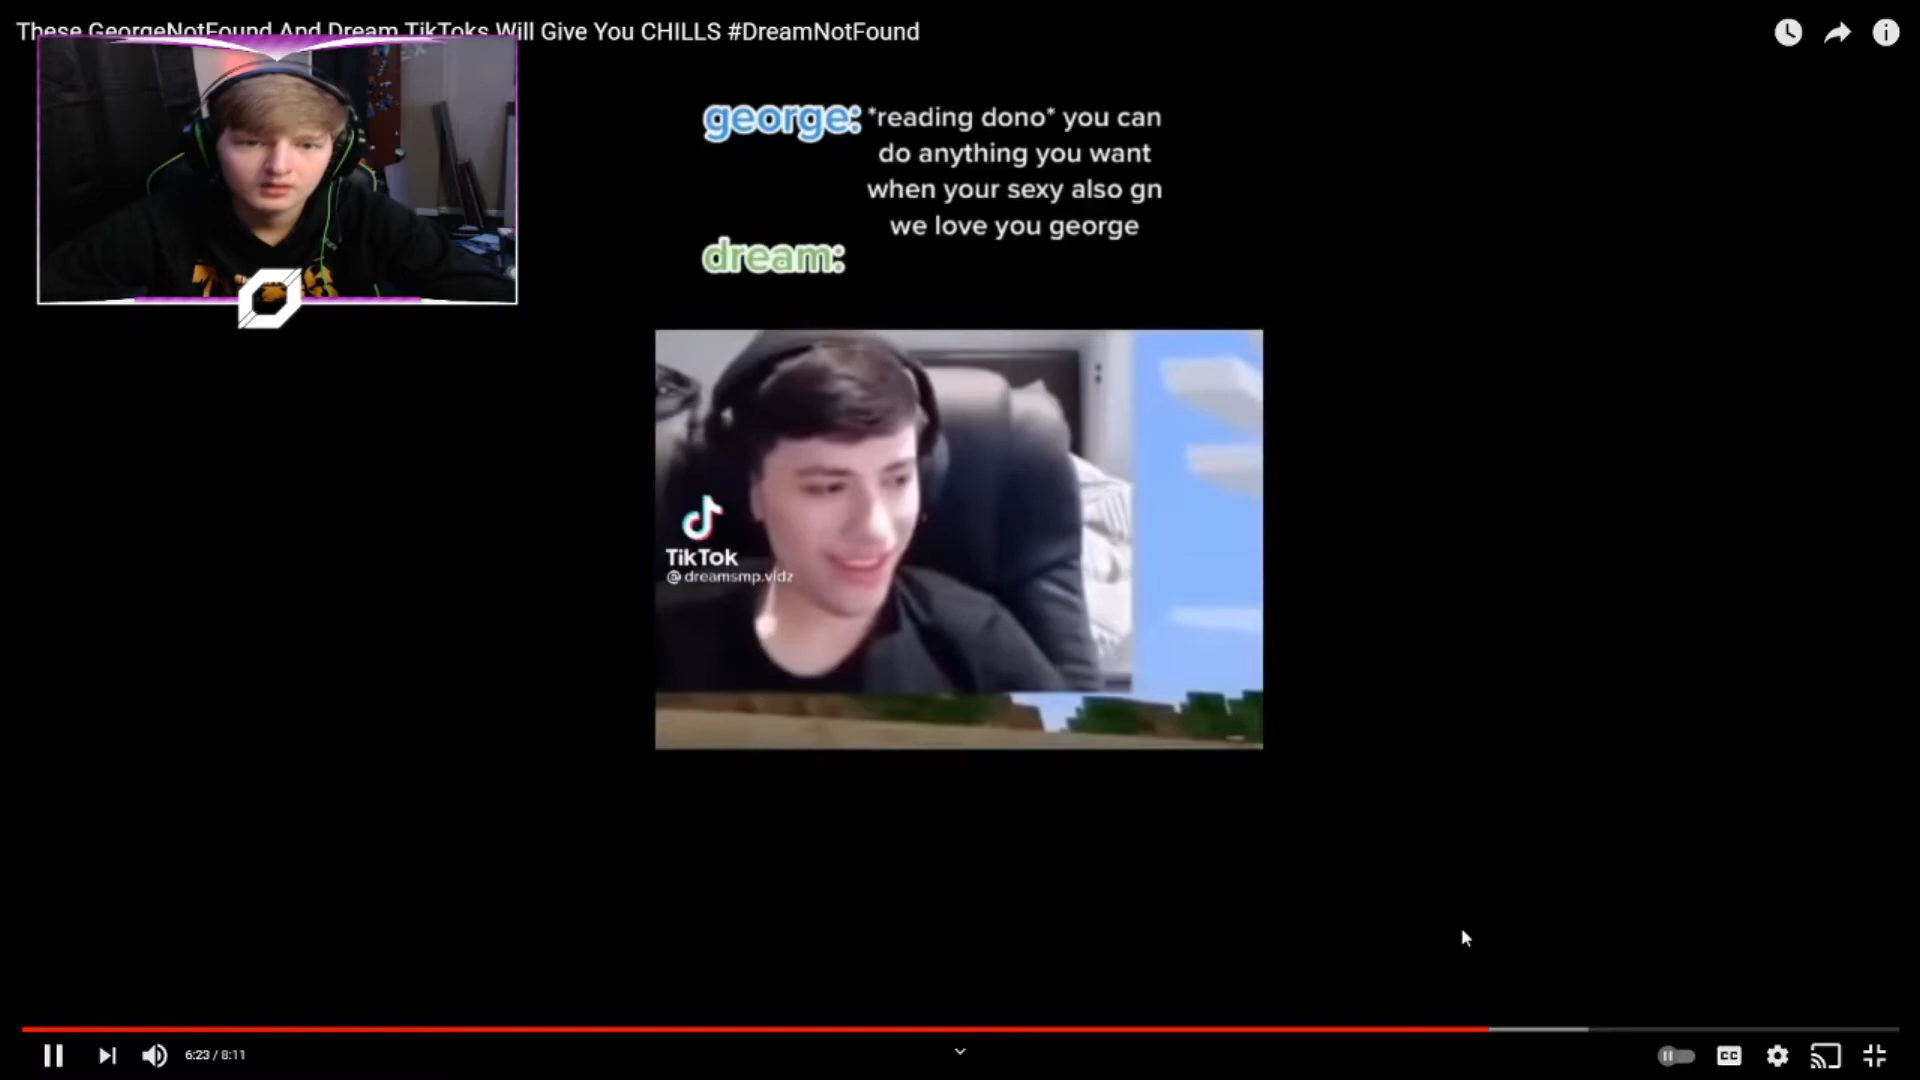 These GeorgeNotFound And Dream TikToks Will Give You CHILLS #DreamNotFound
george: *reading dono* you can
do anything you want
when your sexy also gn
we love you george
dream:
TikTok
@dreamsmp.vidz
6:23 / 8:11
CC